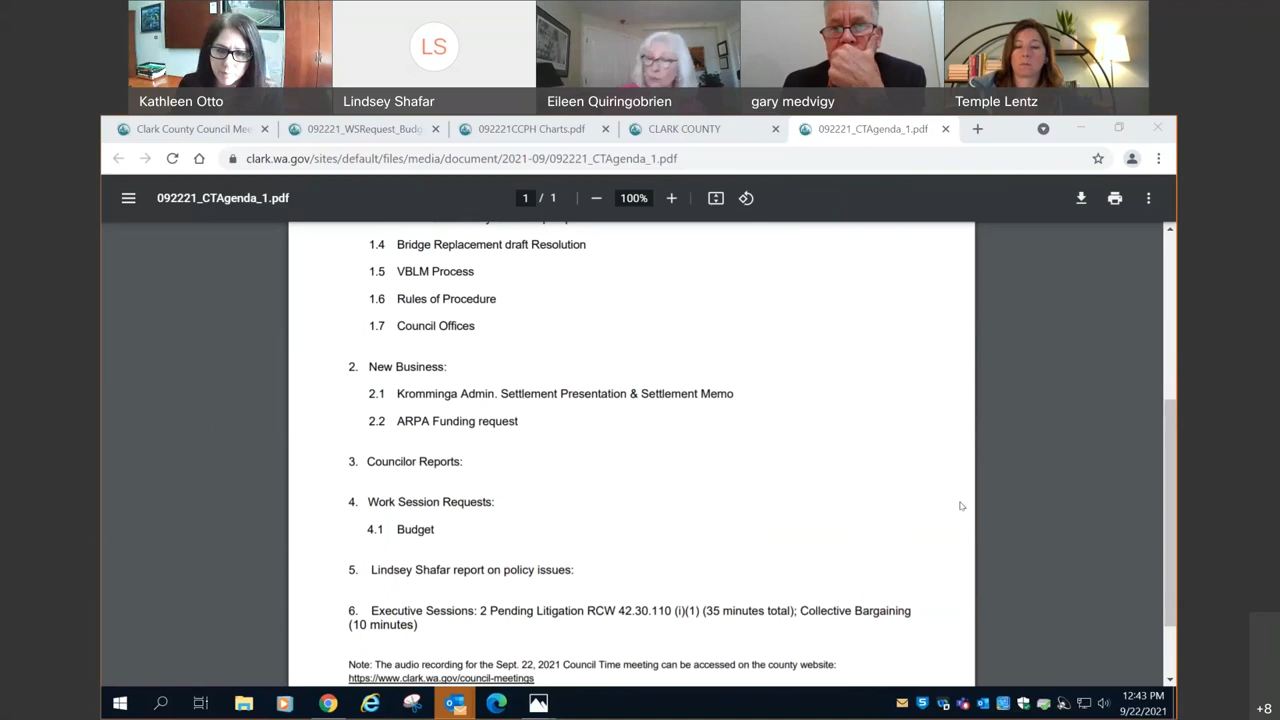 LS
Kathleen Otto
Lindsey Shafar
Eileen Quiringobrien
gary medvigy
Temple Lentz
Clark County Council Mee
092221_WSRequest_Budg
092221CCPH Charts.pdf
CLARK COUNTY
092221_CTAgenda_1.pdf
clark.wa.gov/sites/default/files/media/document/2021-09/092221_CTAgenda_1.pdf
092221_CTAgenda_1.pdf
1 / 1
100%
1.4 Bridge Replacement draft Resolution
1.5 VBLM Process
1.6 Rules of Procedure
1.7 Council Offices
2. New Business:
2.1 Kromminga Admin. Settlement Presentation & Settlement Memo
2.2 ARPA Funding request
3. Councilor Reports:
4. Work Session Requests:
4.1 Budget
5. Lindsey Shafar report on policy issues:
6. Executive Sessions: 2 Pending Litigation RCW 42.30.110 (i)(1) (35 minutes total); Collective Bargaining
(10 minutes)
Note: The audio recording for the Sept. 22, 2021 Council Time meeting can be accessed on the county website:
https://www.clark.wa.gov/council-meetings
12:43 PM
9/22/2021
+8